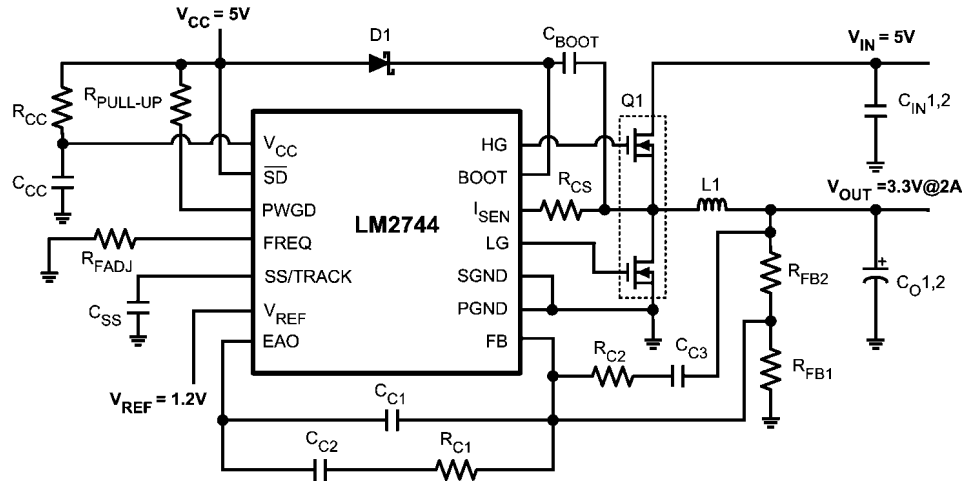 V_CC = 5V
D1
C_BOOT
V_IN = 5V
R_PULL-UP
R_CC
Q1
C_IN1,2
V_CC
HG
C_CC
SD
BOOT
R_CS
L1
V_OUT =3.3V@2A
PWGD
LM2744
I_SEN
FREQ
LG
R_FADJ
R_FB2
C_O1,2
+
SS/TRACK
SGND
C_SS
V_REF
PGND
EAO
FB
R_C2
C_C3
R_FB1
V_REF = 1.2V
C_C1
C_C2
R_C1